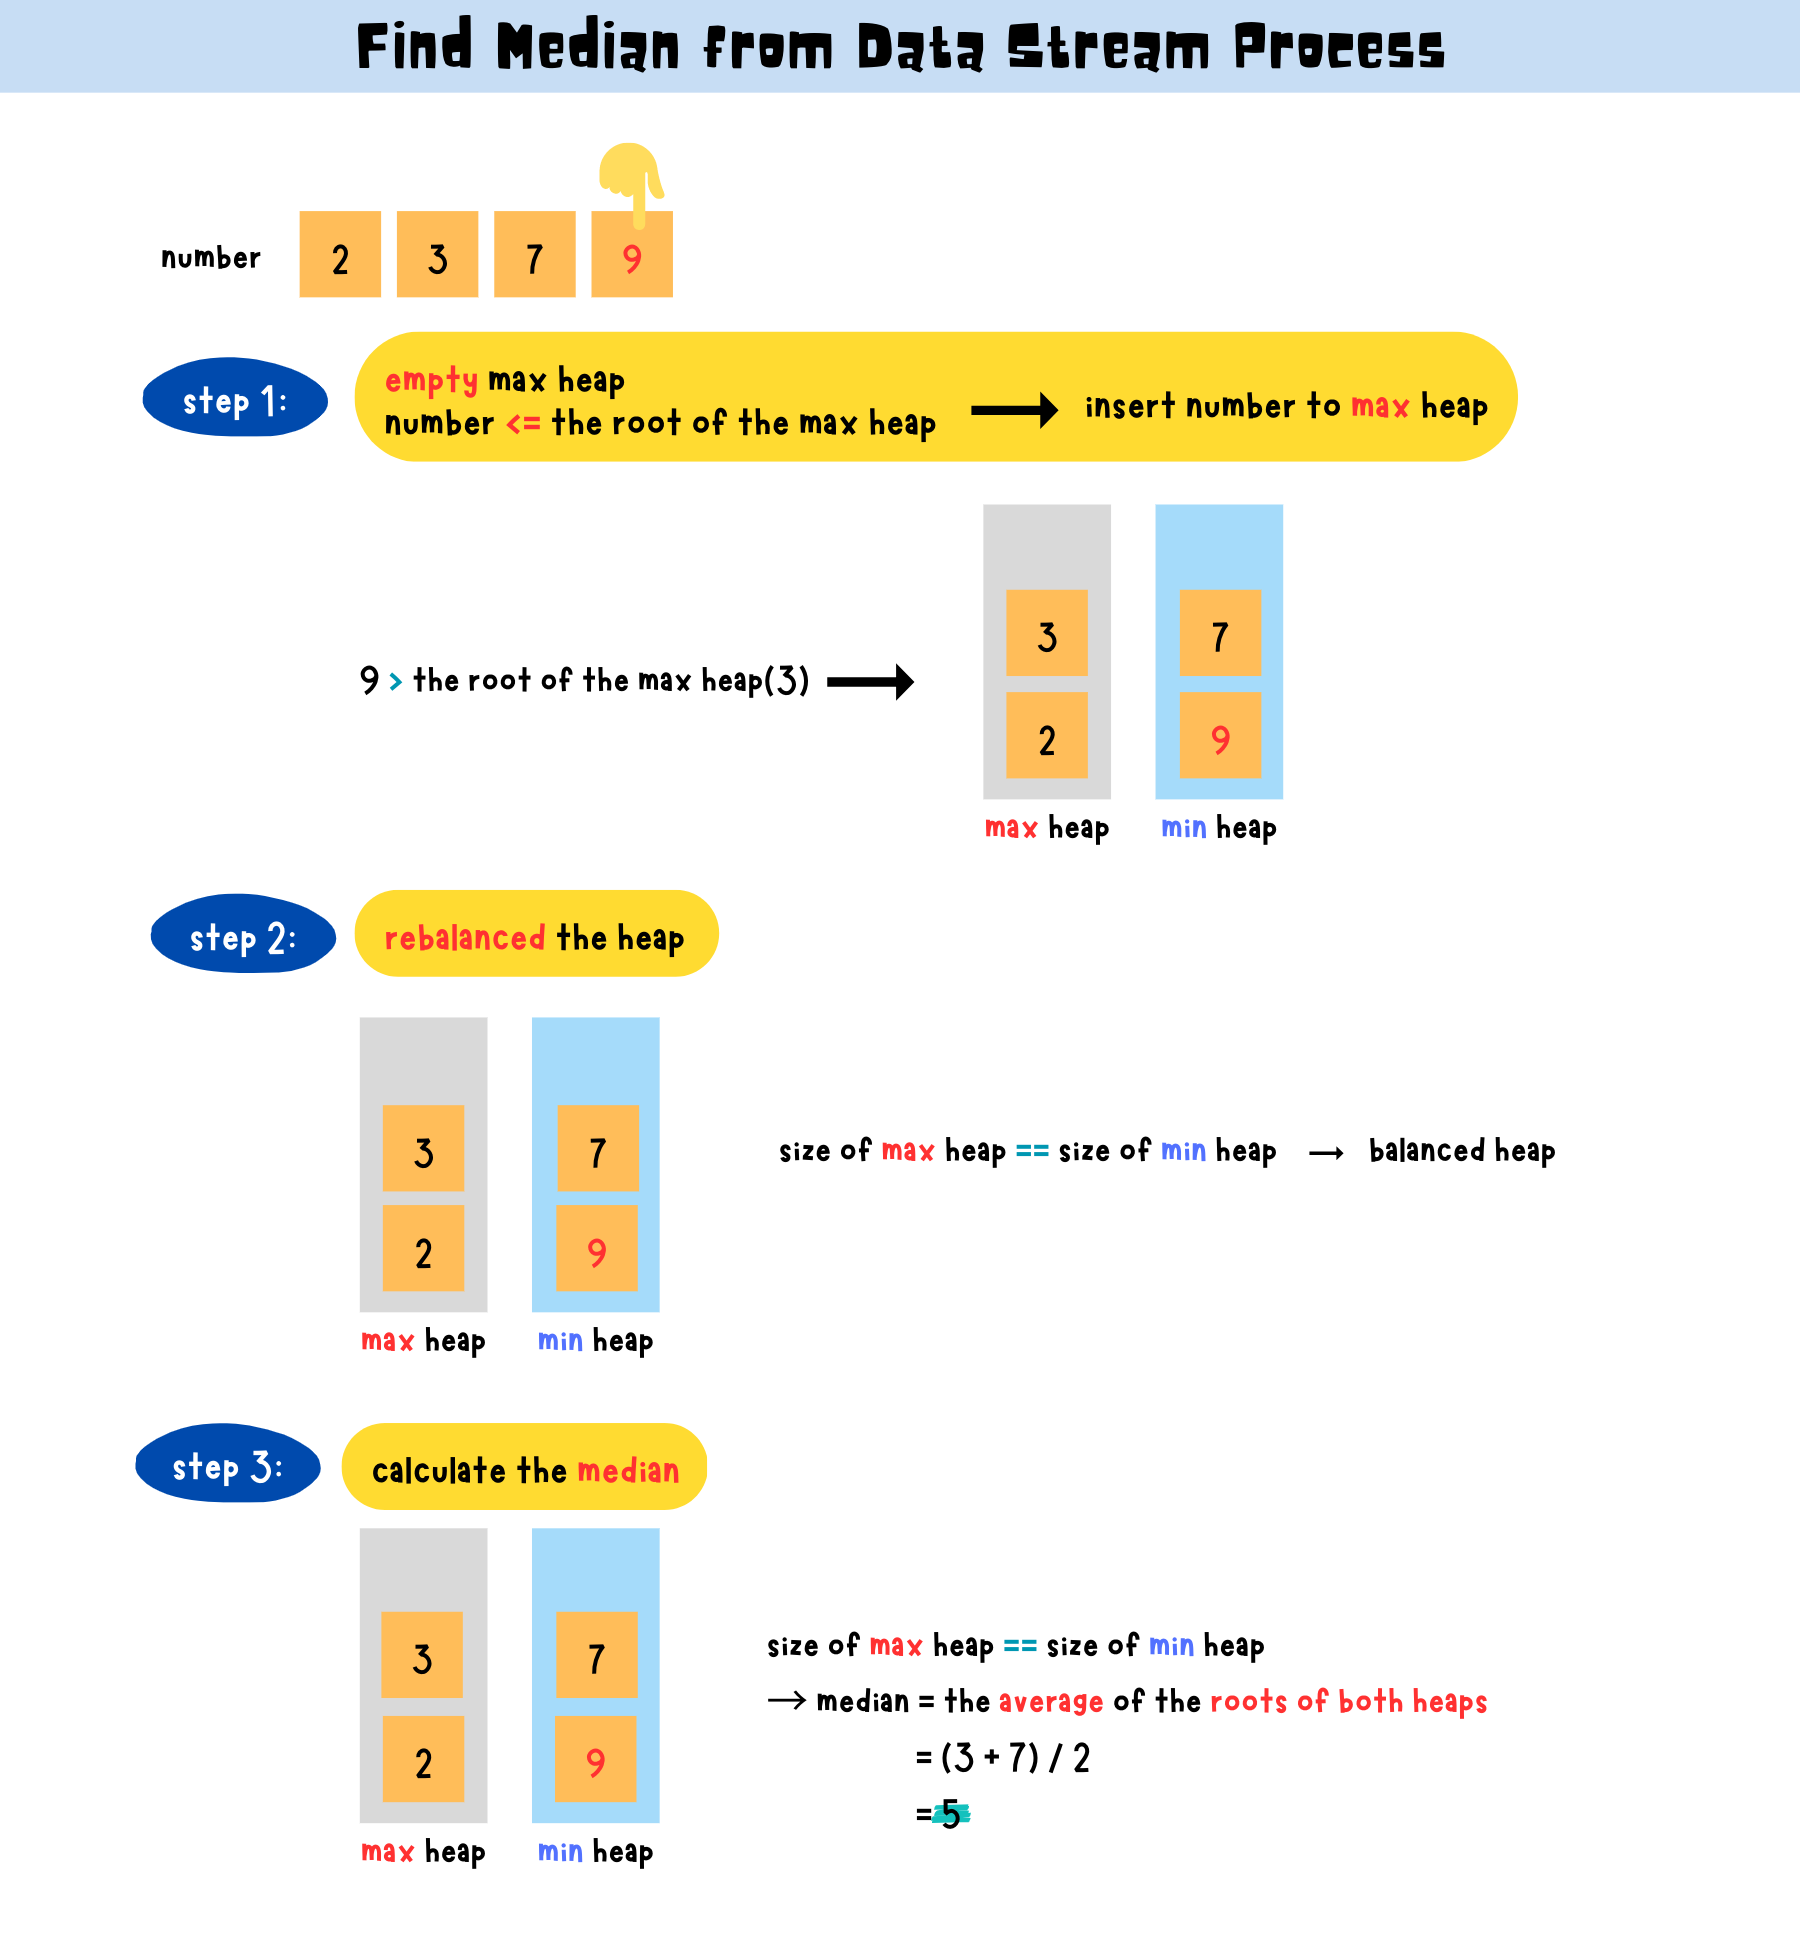 Find Median from Data Stream Process
number 2 3 7 9
step 1:
empty max heap
number <= the root of the max heap
insert number to max heap
9 > the root of the max heap(3)
3 7
2 9
max heap min heap
step 2: rebalanced the heap
3 7
2 9
max heap min heap
size of max heap == size of min heap → balanced heap
step 3: calculate the median
3 7
2 9
max heap min heap
size of max heap == size of min heap
→ median = the average of the roots of both heaps
= (3 + 7) / 2
= 5